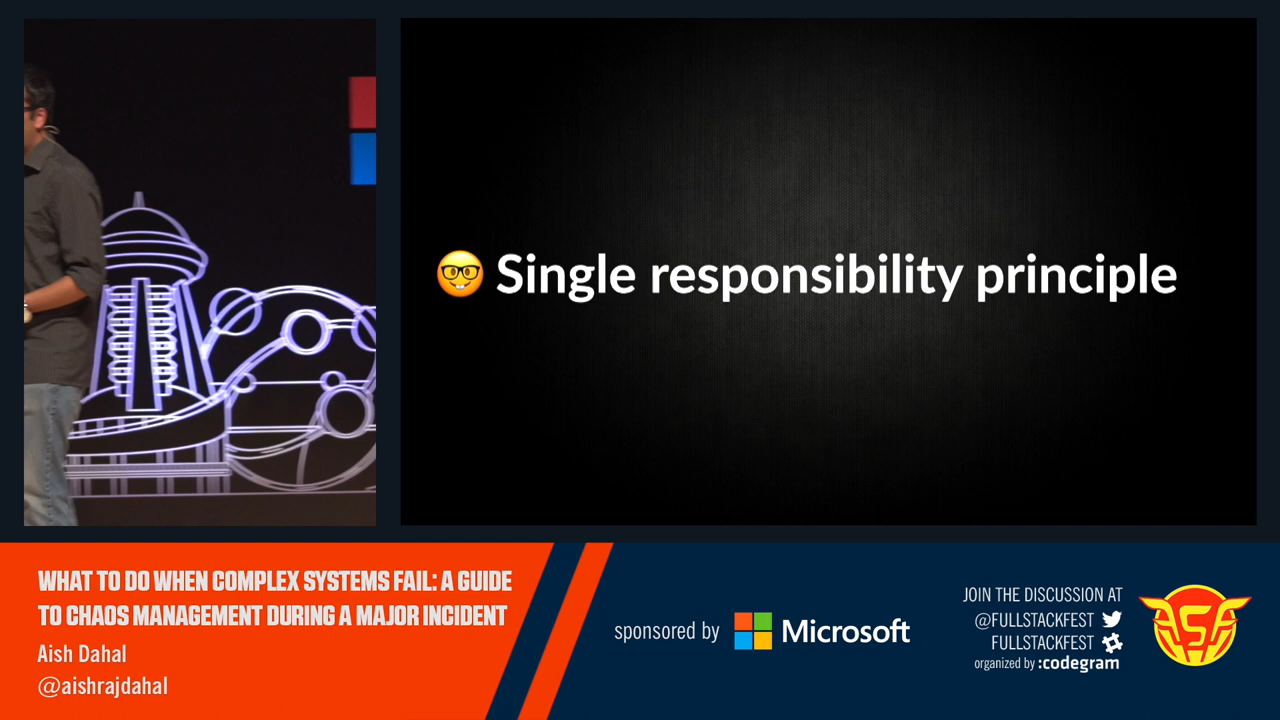 🤓 Single responsibility principle
WHAT TO DO WHEN COMPLEX SYSTEMS FAIL: A GUIDE
TO CHAOS MANAGEMENT DURING A MAJOR INCIDENT
Aish Dahal
@aishrajdahal
sponsored by Microsoft
JOIN THE DISCUSSION AT
@FULLSTACKFEST
FULLSTACKFEST
organized by :codegram
FSF